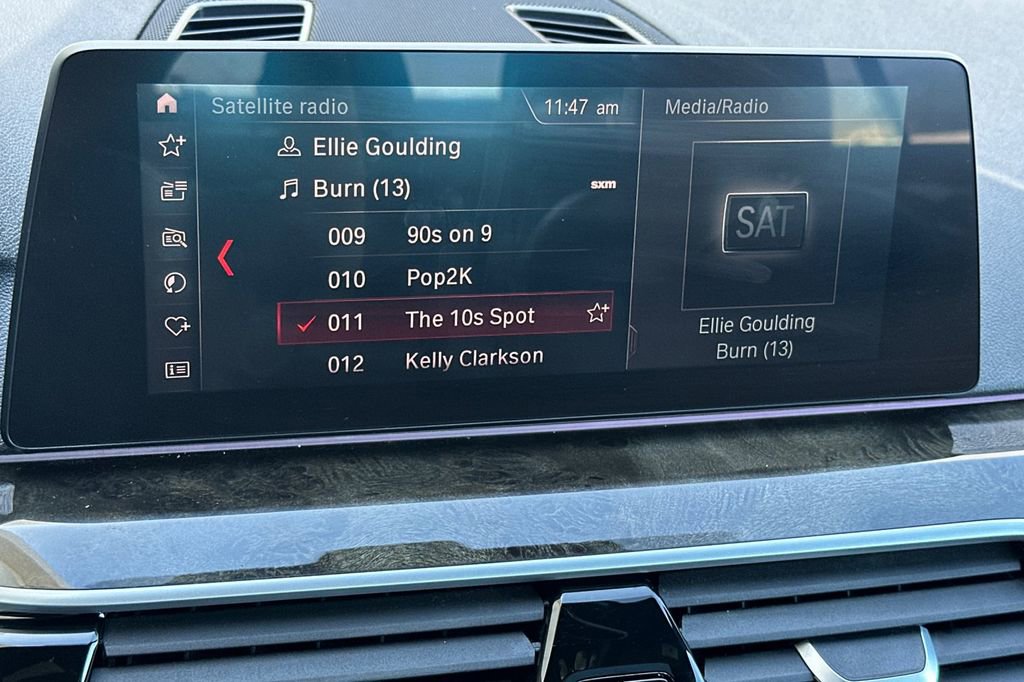 Satellite radio
11:47 am
Ellie Goulding
Burn (13)
sxm
009 90s on 9
010 Pop2K
011 The 10s Spot
012 Kelly Clarkson
Media/Radio
SAT
Ellie Goulding
Burn (13)